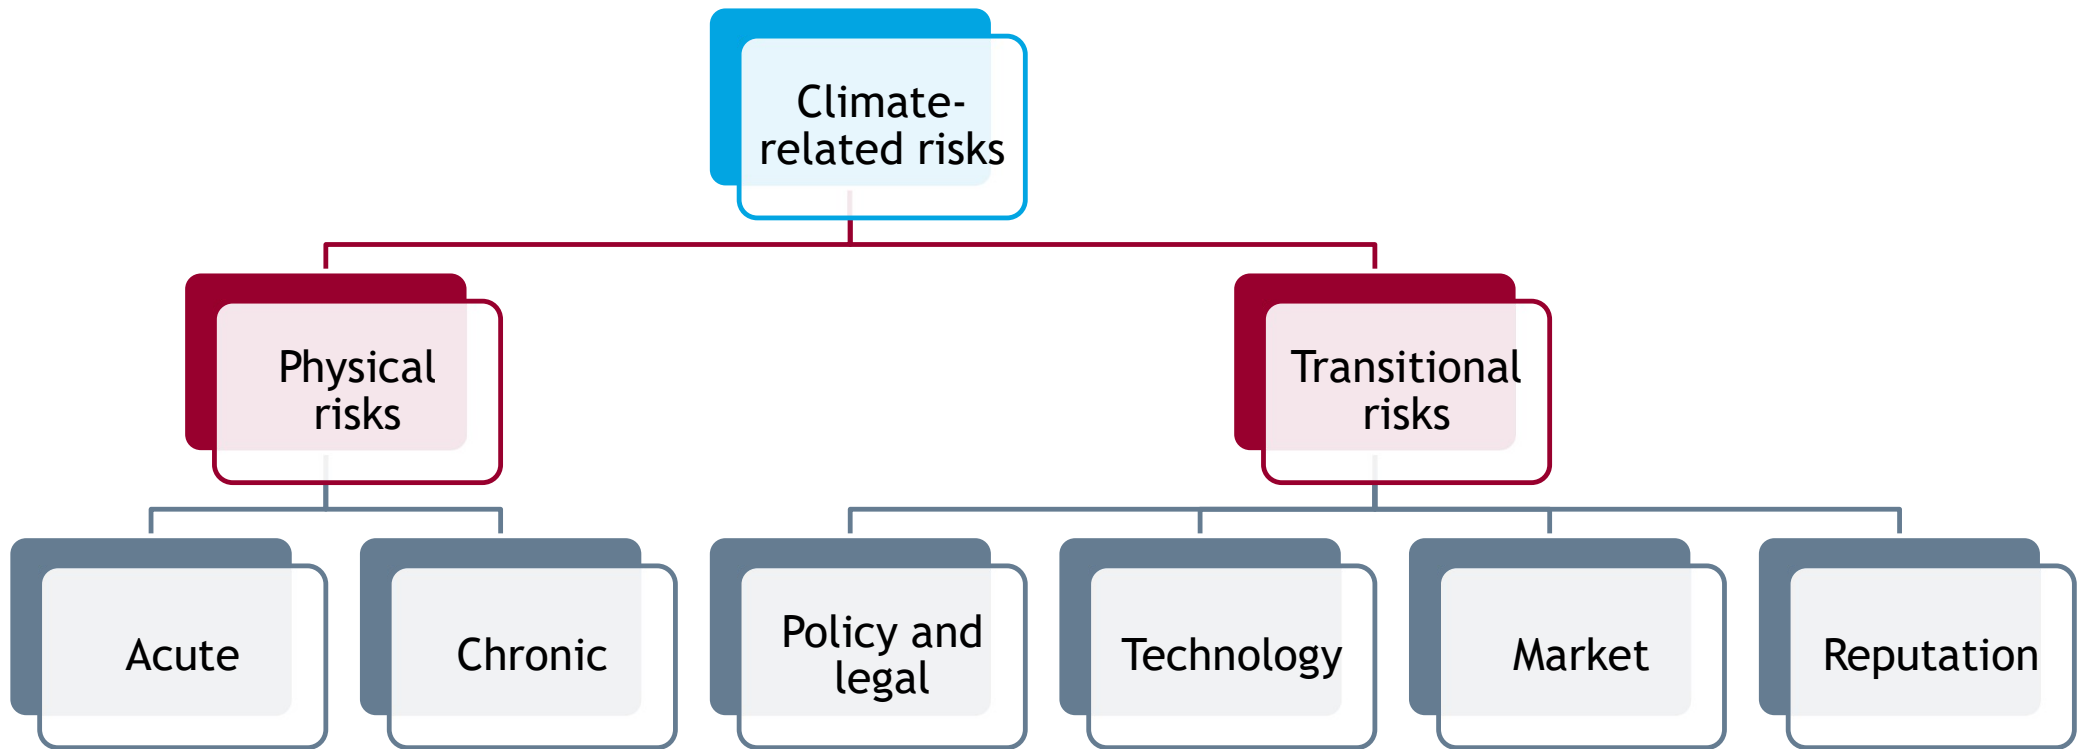 Climate-
related risks
Physical
risks
Transitional
risks
Acute
Chronic
Policy and
legal
Technology
Market
Reputation